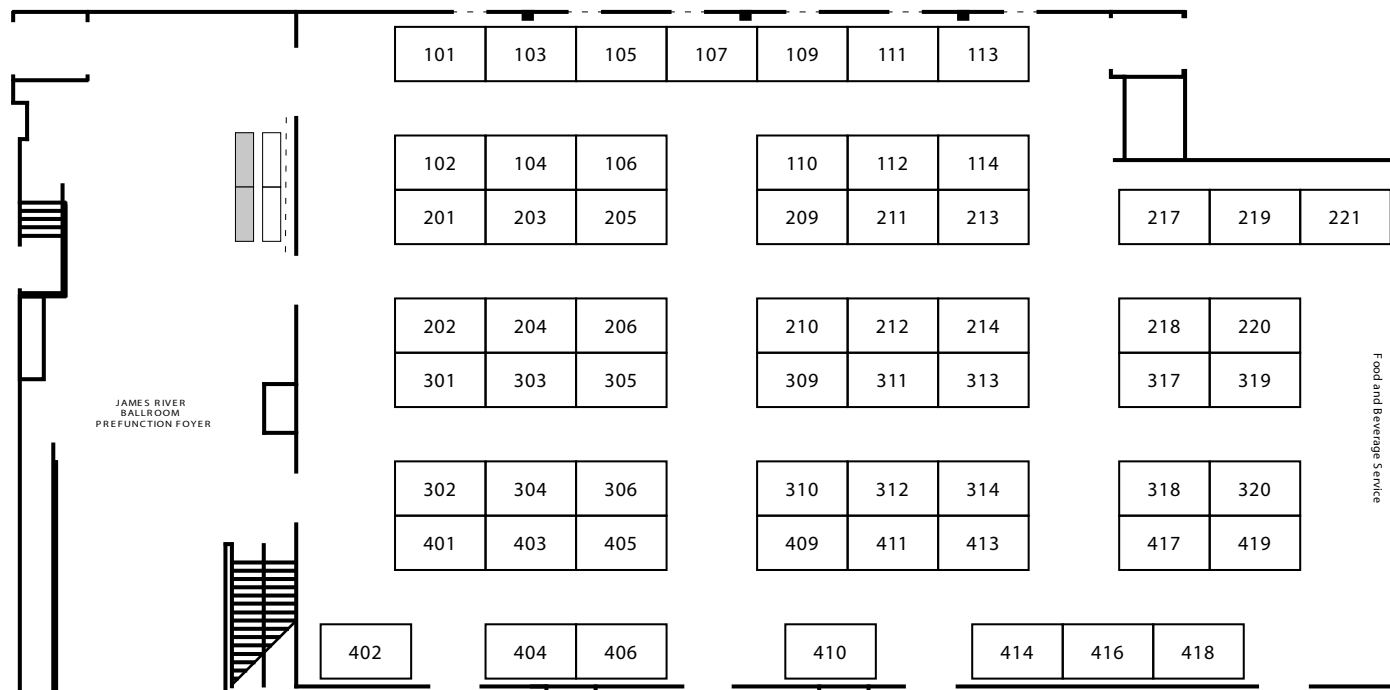 101 103 105 107 109 111 113
102 104 106 110 112 114
201 203 205 209 211 213 217 219 221
202 204 206 210 212 214 218 220
301 303 305 309 311 313 317 319
JAMES RIVER
BALLROOM
PREFUNCTION FOYER
Food and Beverage Service
302 304 306 310 312 314 318 320
401 403 405 409 411 413 417 419
402 404 406 410 414 416 418